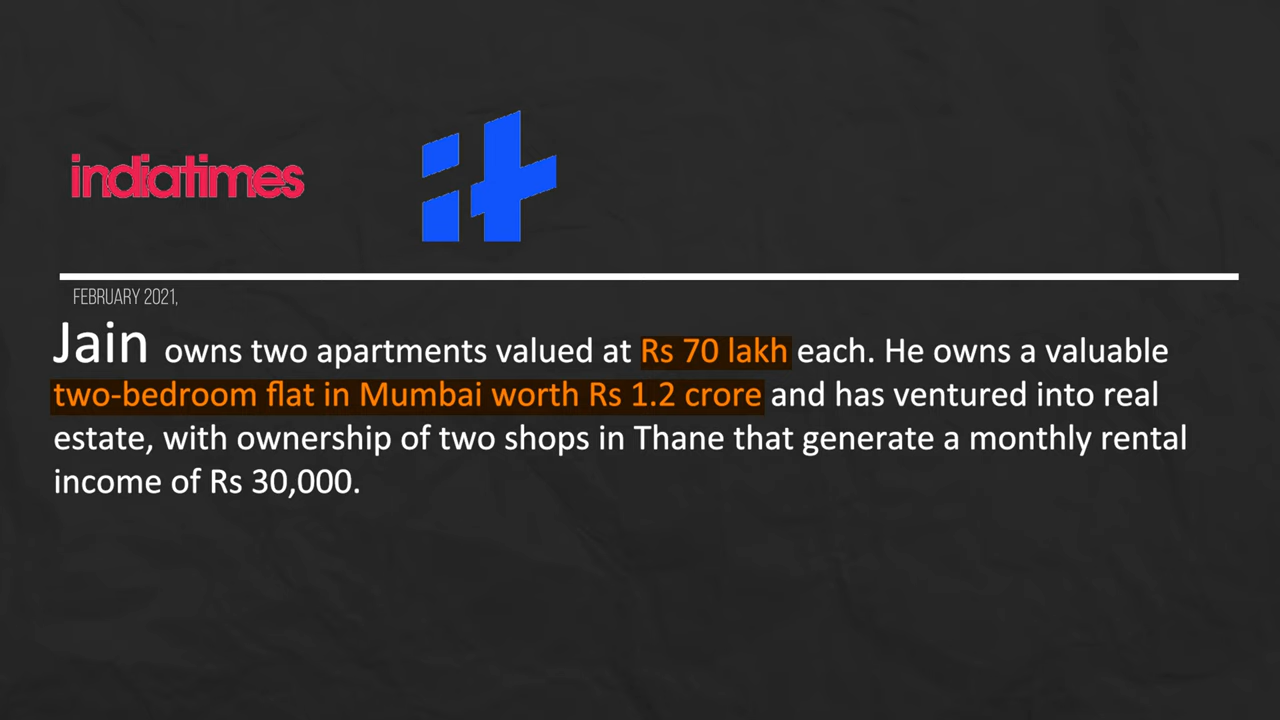 indiatimes
it
FEBRUARY 2021,
Jain owns two apartments valued at Rs 70 lakh each. He owns a valuable
two-bedroom flat in Mumbai worth Rs 1.2 crore and has ventured into real
estate, with ownership of two shops in Thane that generate a monthly rental
income of Rs 30,000.